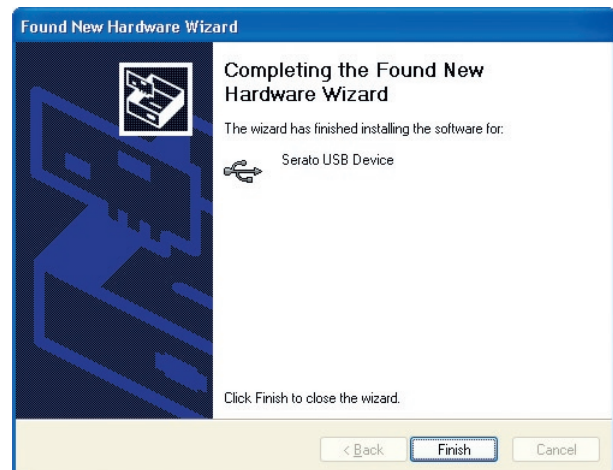 Found New Hardware Wizard
Completing the Found New
Hardware Wizard
The wizard has finished installing the software for:
Serato USB Device
Click Finish to close the wizard.
< Back
Finish
Cancel